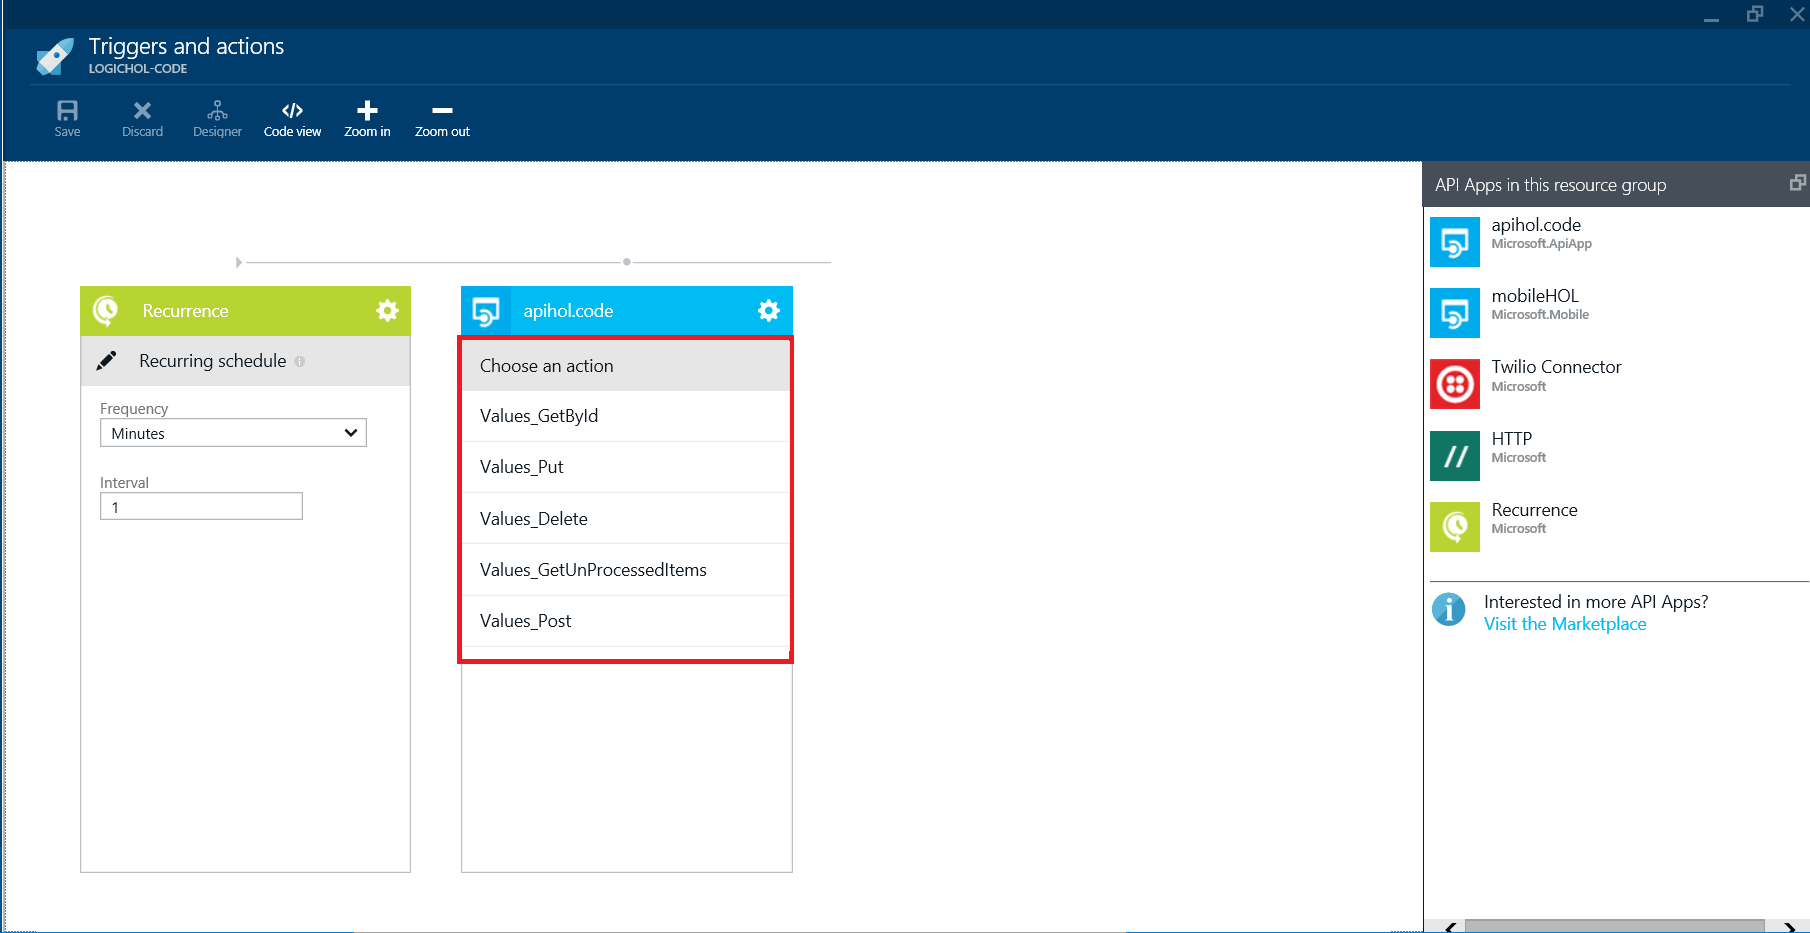 Triggers and actions
LOGICHOL-CODE
Save
Discard
Designer
Code view
Zoom in
Zoom out
Recurrence
Recurring schedule
Frequency
Minutes
Interval
1
apihol.code
Choose an action
Values_GetById
Values_Put
Values_Delete
Values_GetUnProcessedItems
Values_Post
API Apps in this resource group
apihol.code
Microsoft.ApiApp
mobileHOL
Microsoft.Mobile
Twilio Connector
Microsoft
HTTP
Microsoft
Recurrence
Microsoft
Interested in more API Apps?
Visit the Marketplace